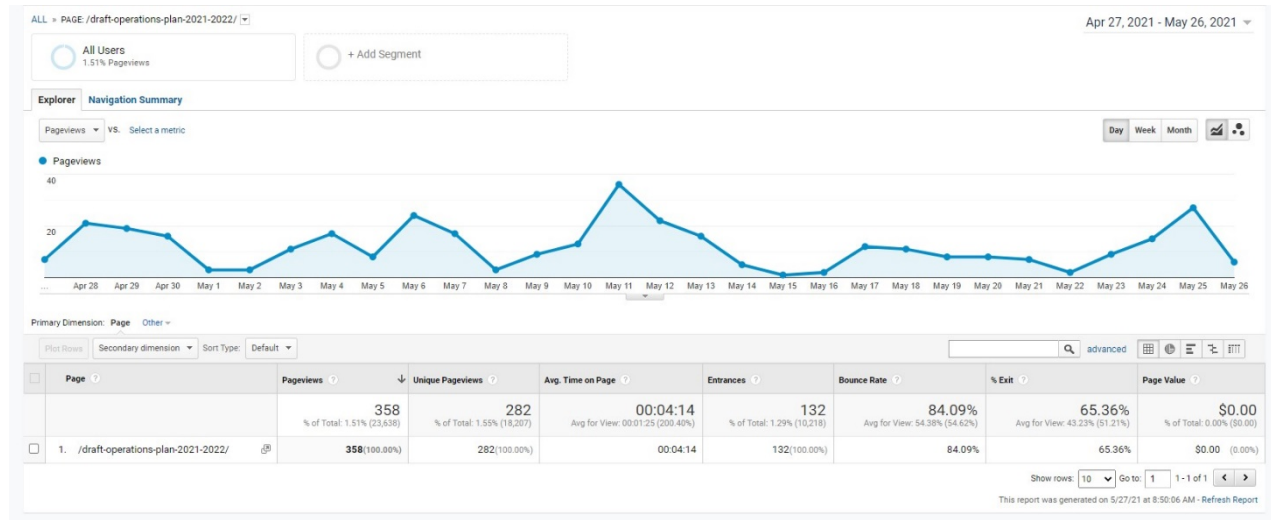 ALL » PAGE: /draft-operations-plan-2021-2022/
Apr 27, 2021 - May 26, 2021
All Users
1.51% Pageviews
+ Add Segment
Explorer Navigation Summary
Pageviews VS. Select a metric
Day Week Month
Pageviews
40
20
... Apr 28 Apr 29 Apr 30 May 1 May 2 May 3 May 4 May 5 May 6 May 7 May 8 May 9 May 10 May 11 May 12 May 13 May 14 May 15 May 16 May 17 May 18 May 19 May 20 May 21 May 22 May 23 May 24 May 25 May 26
Primary Dimension: Page Other
Plot Rows Secondary dimension Sort Type: Default advanced
Page ? Pageviews ? Unique Pageviews ? Avg. Time on Page ? Entrances ? Bounce Rate ? % Exit ? Page Value ?
358 282 00:04:14 132 84.09% 65.36% $0.00
% of Total: 1.51% (23,638) % of Total: 1.55% (18,207) Avg for View: 00:01:25 (200.40%) % of Total: 1.29% (10,218) Avg for View: 54.38% (54.62%) Avg for View: 43.23% (51.21%) % of Total: 0.00% ($0.00)
1. /draft-operations-plan-2021-2022/ 358(100.00%) 282(100.00%) 00:04:14 132(100.00%) 84.09% 65.36% $0.00 (0.00%)
Show rows: 10 Go to: 1 1 - 1 of 1
This report was generated on 5/27/21 at 8:50:06 AM - Refresh Report